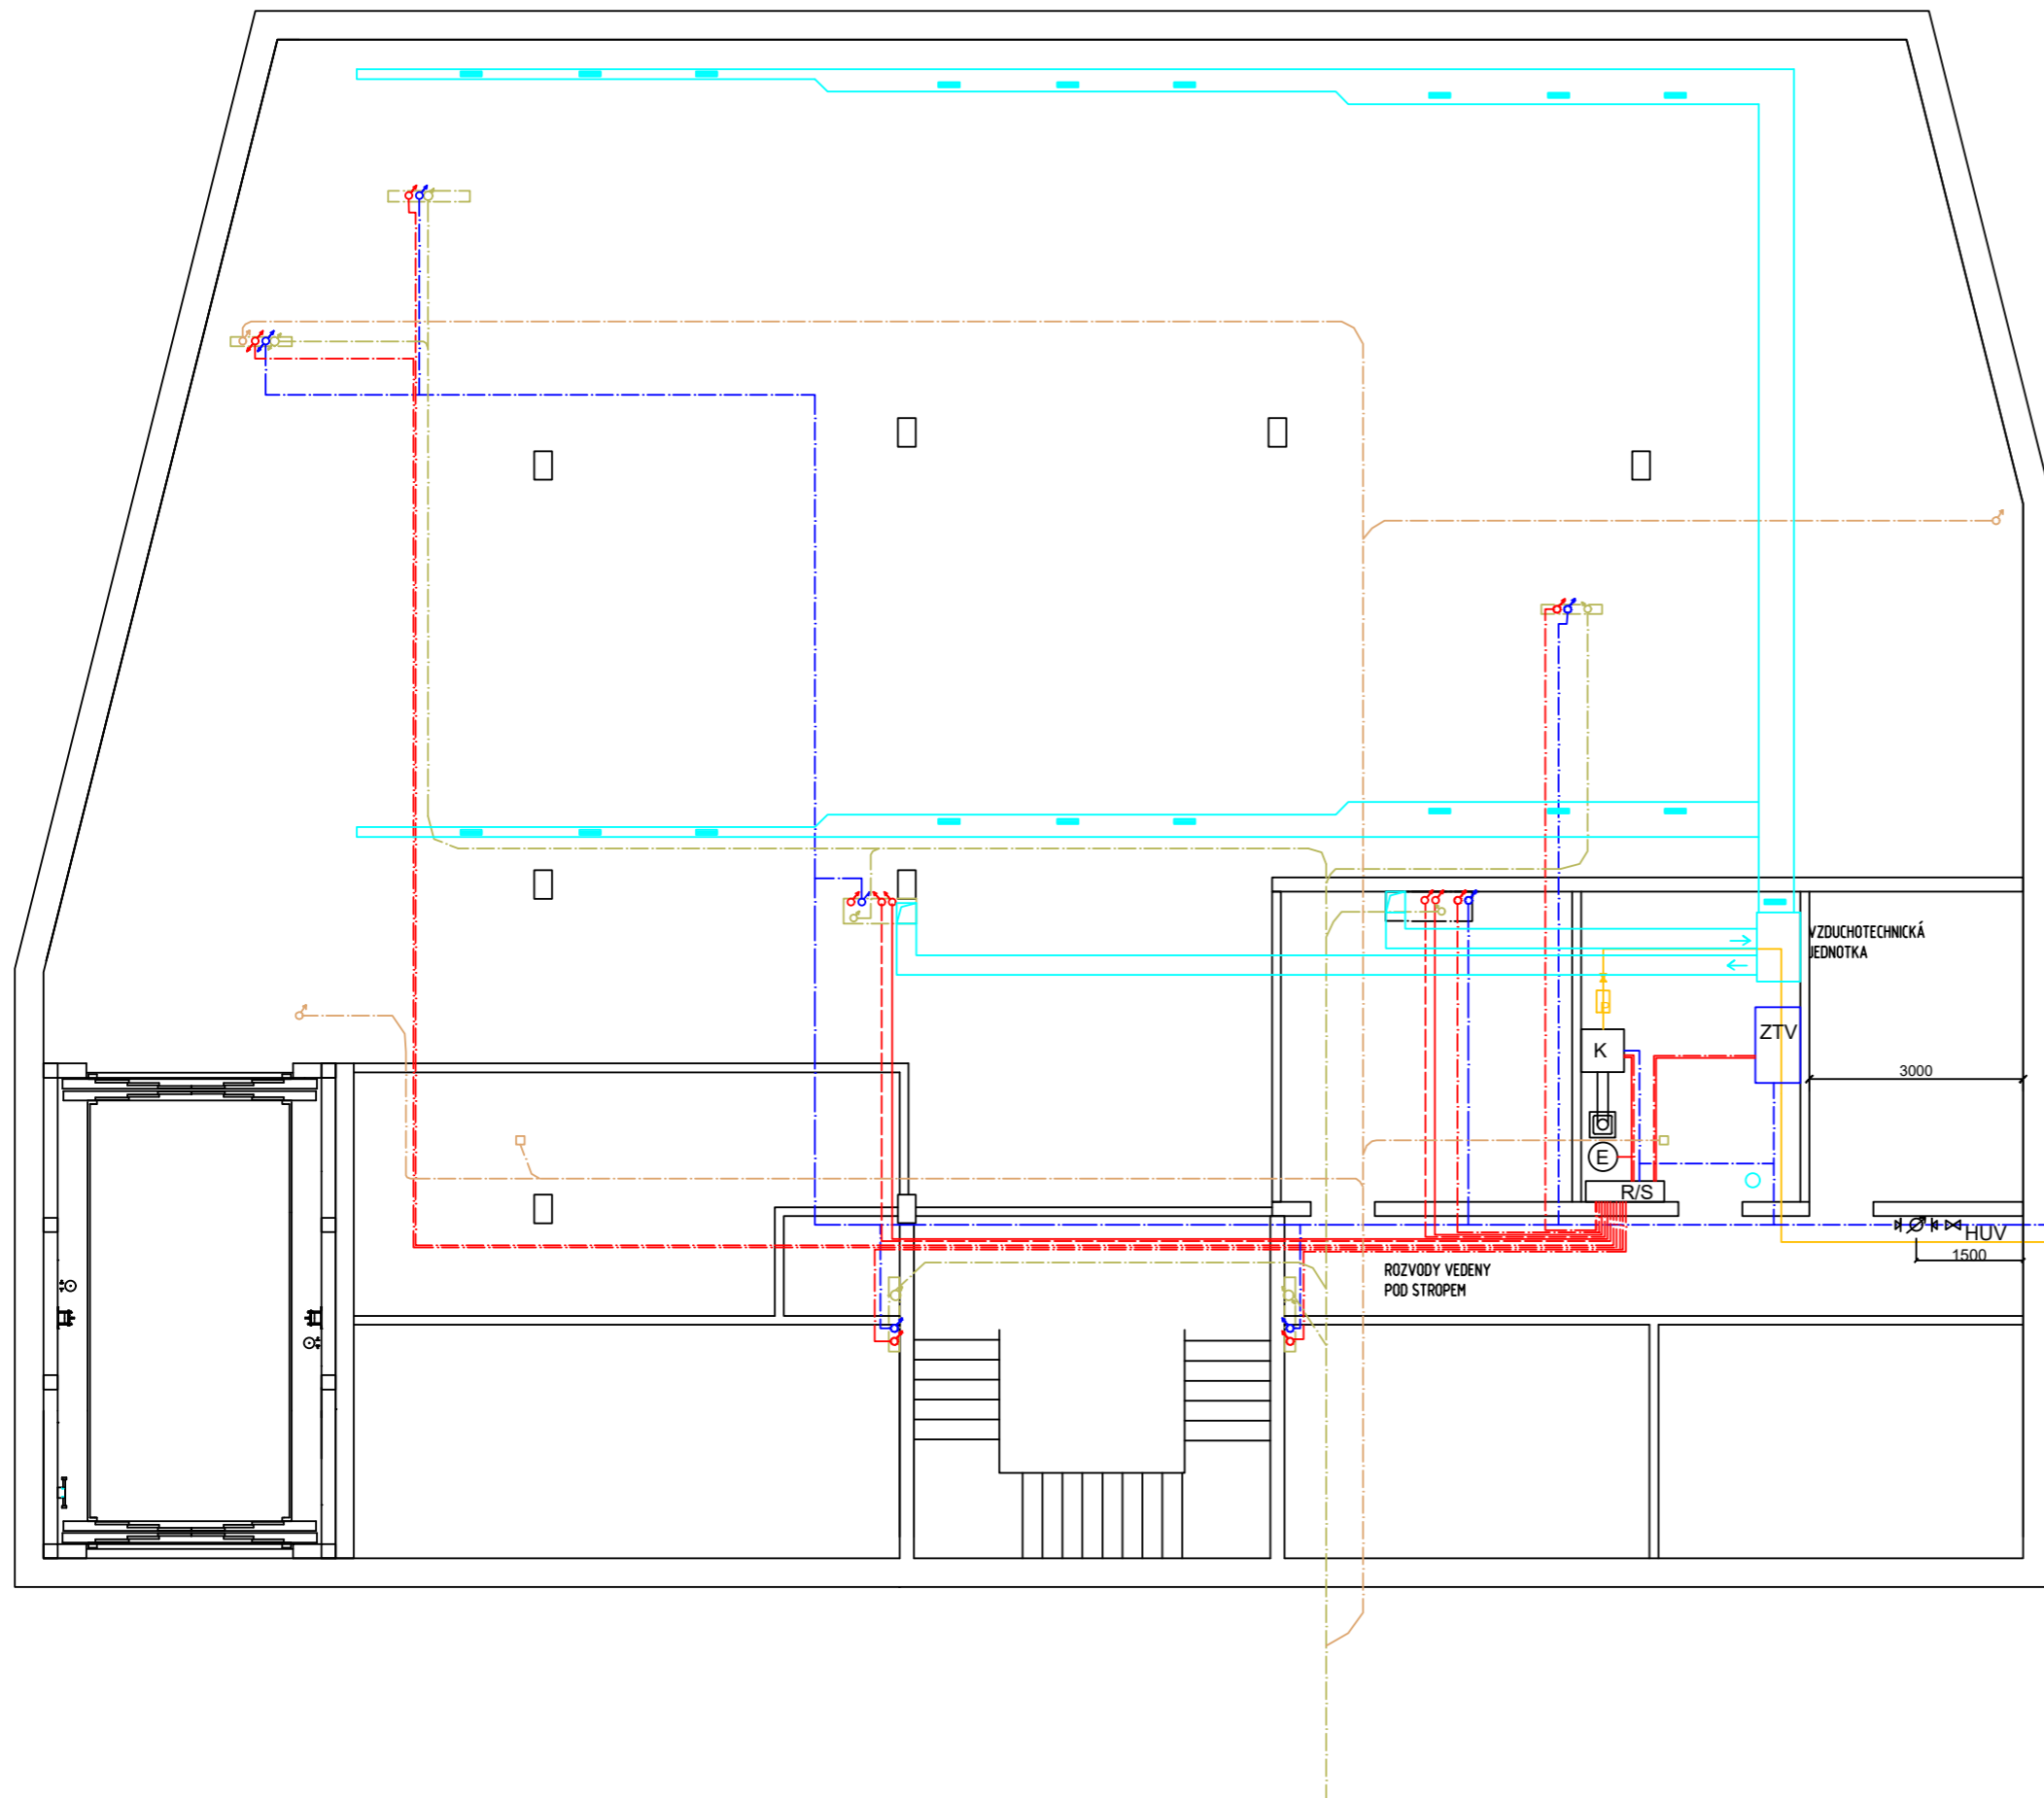 VZDUCHOTECHNICKÁ
JEDNOTKA
ZTV
K
3000
E
R/S
HUV
1500
ROZVODY VEDENY
POD STROPEM